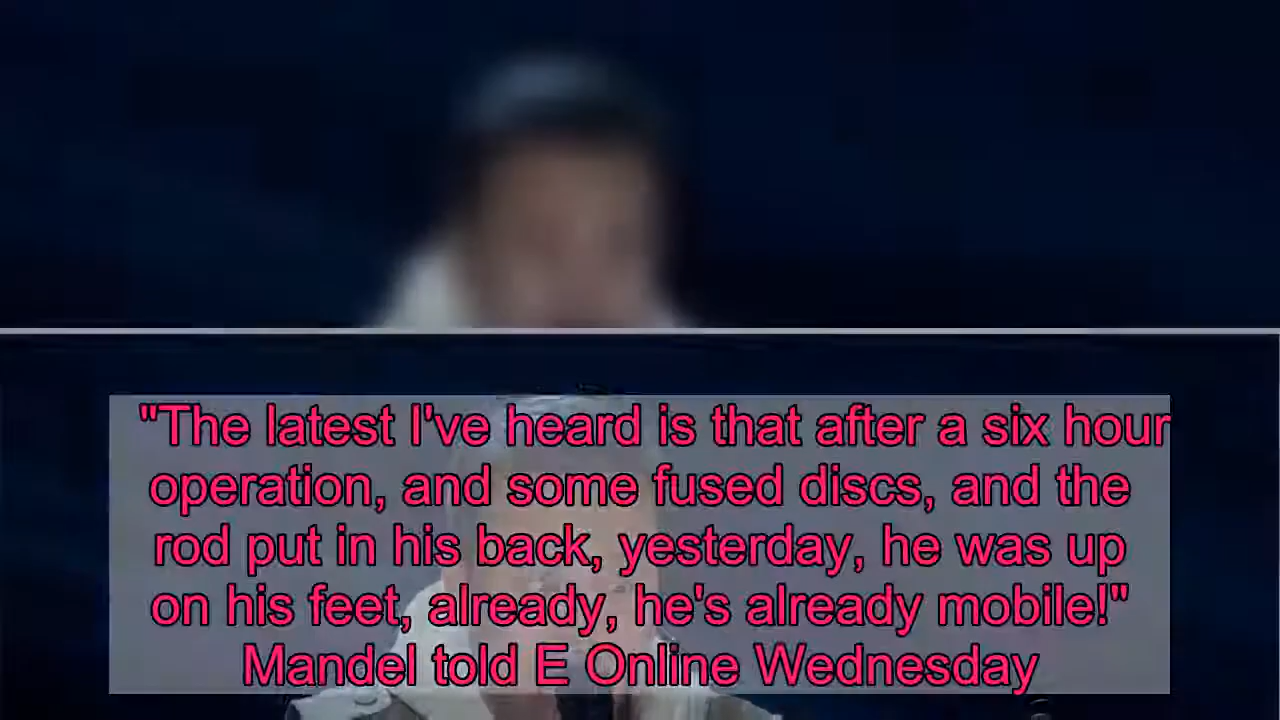 "The latest I've heard is that after a six hour
operation, and some fused discs, and the
rod put in his back, yesterday, he was up
on his feet, already, he's already mobile!"
Mandel told E Online Wednesday